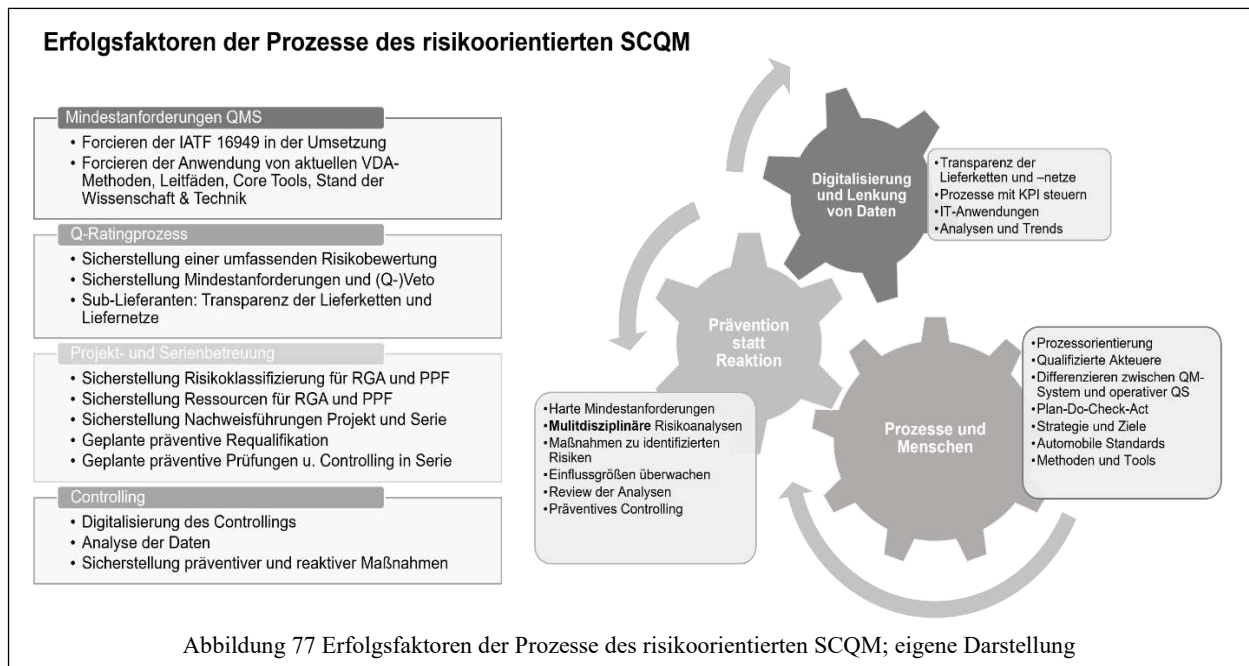 Erfolgsfaktoren der Prozesse des risikoorientierten SCQM
Mindestanforderungen QMS
• Forcieren der IATF 16949 in der Umsetzung
• Forcieren der Anwendung von aktuellen VDA-
Methoden, Leitfäden, Core Tools, Stand der
Wissenschaft & Technik
Q-Ratingprozess
• Sicherstellung einer umfassenden Risikobewertung
• Sicherstellung Mindestanforderungen und (Q-)Veto
• Sub-Lieferanten: Transparenz der Lieferketten und
Liefernetze
Projekt- und Serienbetreuung
• Sicherstellung Risikoklassifizierung für RGA und PPF
• Sicherstellung Ressourcen für RGA und PPF
• Sicherstellung Nachweisführungen Projekt und Serie
• Geplante präventive Requalifikation
• Geplante präventive Prüfungen u. Controlling in Serie
Controlling
• Digitalisierung des Controllings
• Analyse der Daten
• Sicherstellung präventiver und reaktiver Maßnahmen
Digitalisierung
und Lenkung
von Daten
•Transparenz der
Lieferketten und –netze
•Prozesse mit KPI steuern
•IT-Anwendungen
•Analysen und Trends
Prävention
statt
Reaktion
•Harte Mindestanforderungen
•Mulitdisziplinäre Risikoanalysen
•Maßnahmen zu identifizierten
Risiken
•Einflussgrößen überwachen
•Review der Analysen
•Präventives Controlling
Prozesse und
Menschen
•Prozessorientierung
•Qualifizierte Akteuere
•Differenzieren zwischen QM-
System und operativer QS
•Plan-Do-Check-Act
•Strategie und Ziele
•Automobile Standards
•Methoden und Tools
Abbildung 77 Erfolgsfaktoren der Prozesse des risikoorientierten SCQM; eigene Darstellung